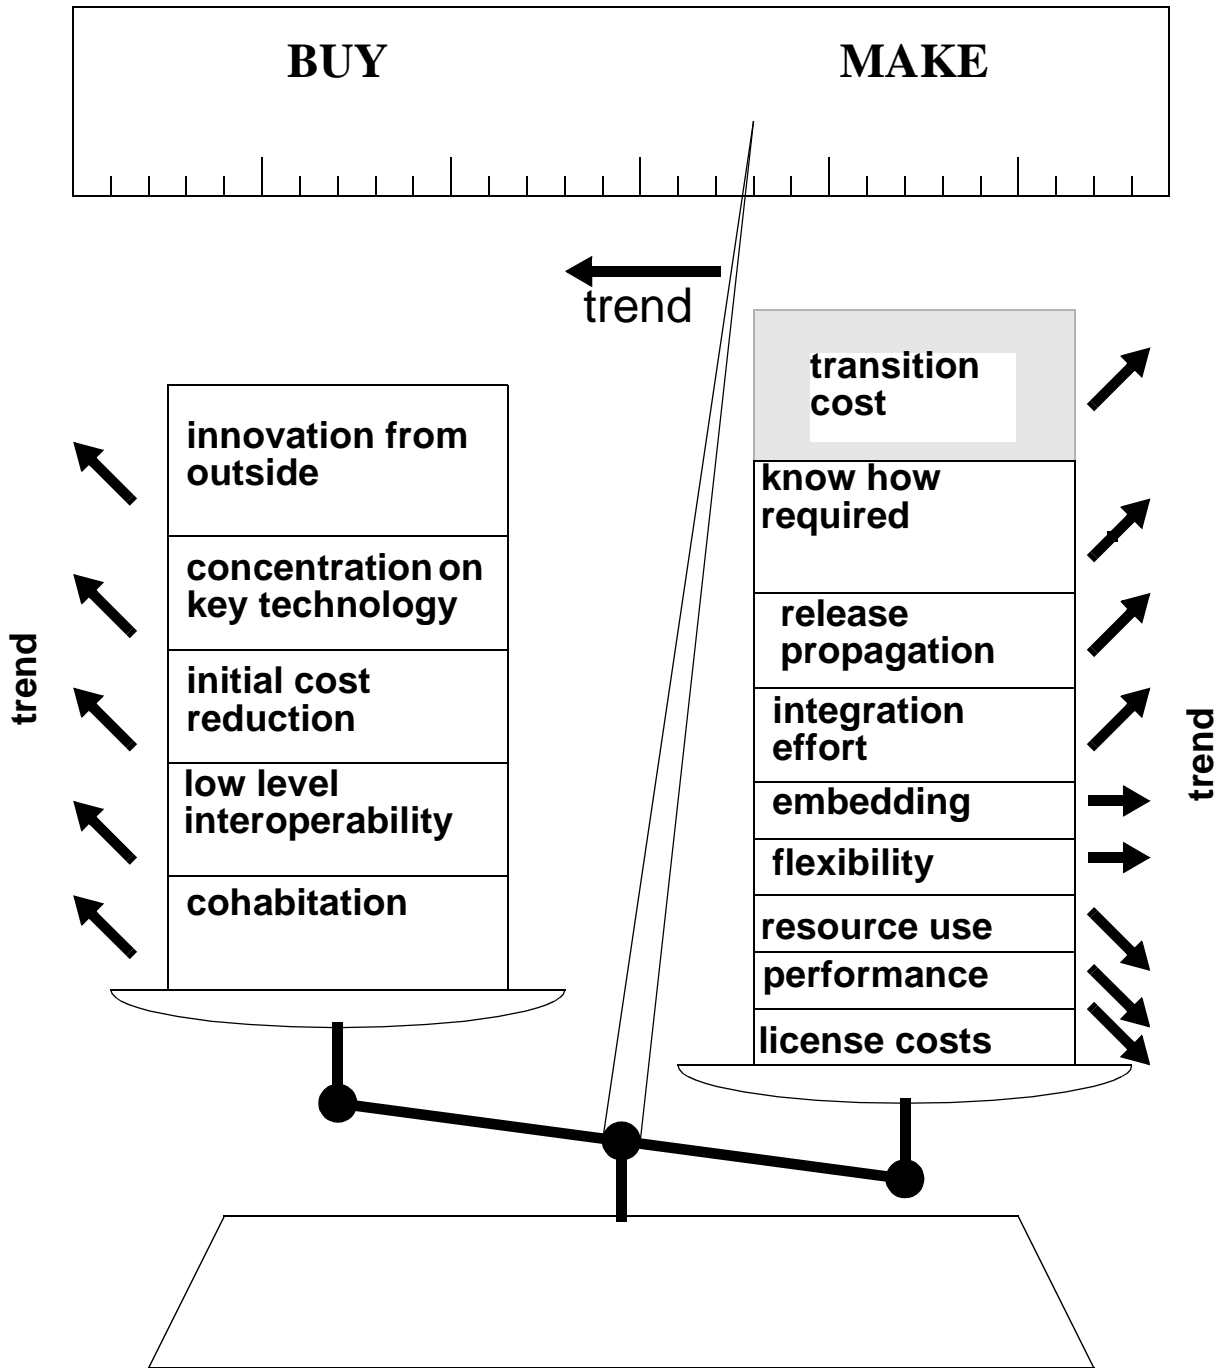 BUY
MAKE
trend
innovation from
outside
concentration on
key technology
initial cost
reduction
low level
interoperability
cohabitation
trend
transition
cost
know how
required
release
propagation
integration
effort
embedding
flexibility
resource use
performance
license costs
trend